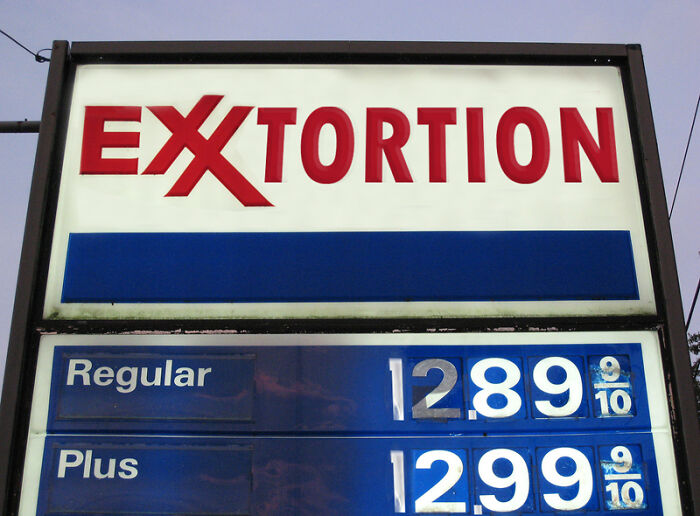 EXXTORTION
Regular 12.89 9/10
Plus 12.99 9/10